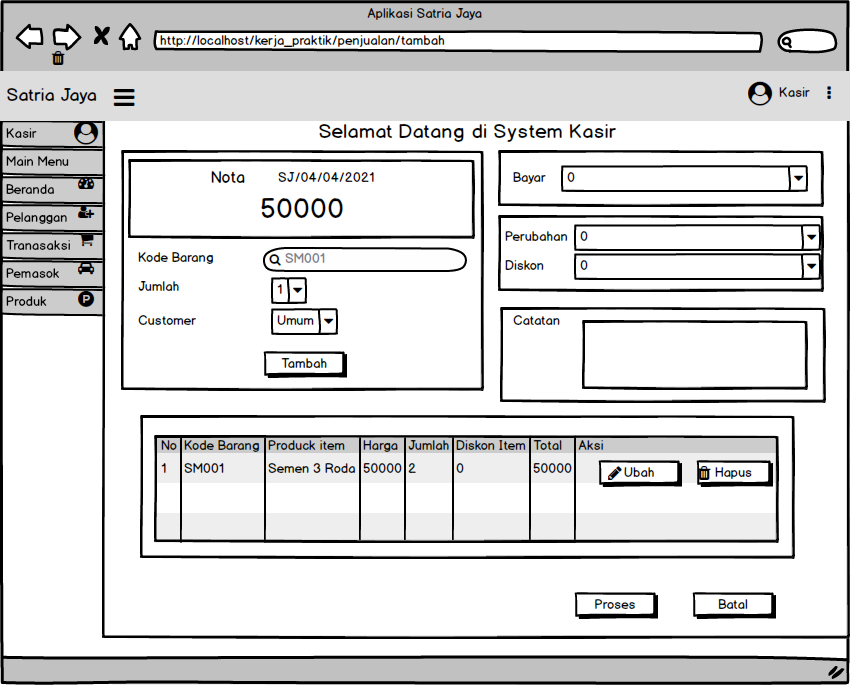 Aplikasi Satria Jaya
http://localhost/kerja_praktik/penjualan/tambah
Satria Jaya
Kasir
Kasir
Main Menu
Beranda
Pelanggan
Tranasaksi
Pemasok
Produk P
Selamat Datang di System Kasir
Nota SJ/04/04/2021
50000
Kode Barang SM001
Jumlah 1
Customer Umum
Tambah
Bayar 0
Perubahan 0
Diskon 0
Catatan
No Kode Barang Produck item Harga Jumlah Diskon Item Total Aksi
1 SM001 Semen 3 Roda 50000 2 0 50000 Ubah Hapus
Proses Batal